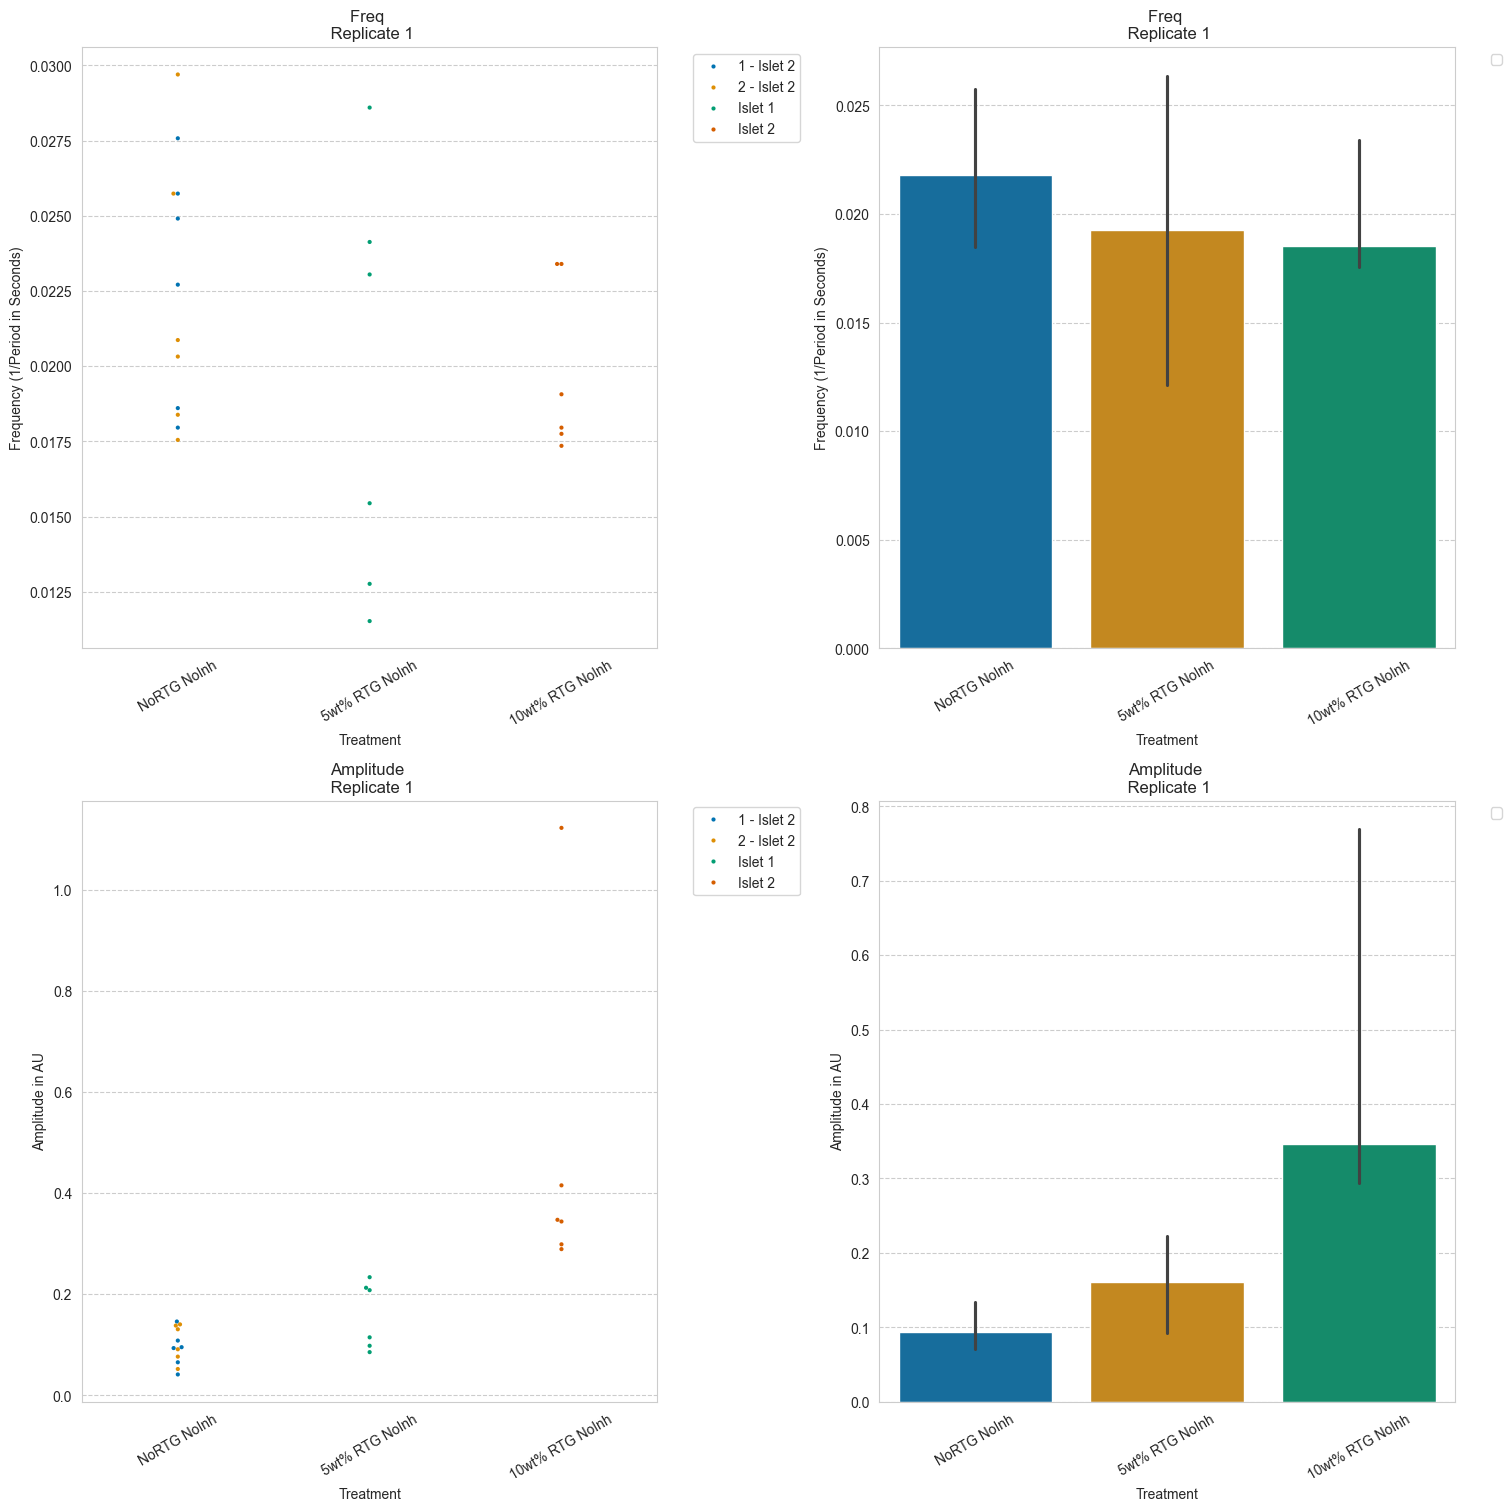 Freq
Replicate 1
0.0300
0.0275
0.0250
0.0225
0.0200
0.0175
0.0150
0.0125
Frequency (1/Period in Seconds)
NoRTG NoInh
5wt% RTG NoInh
10wt% RTG NoInh
Treatment
1 - Islet 2
2 - Islet 2
Islet 1
Islet 2
Freq
Replicate 1
0.025
0.020
0.015
0.010
0.005
0.000
Frequency (1/Period in Seconds)
NoRTG NoInh
5wt% RTG NoInh
10wt% RTG NoInh
Treatment
Amplitude
Replicate 1
1.0
0.8
0.6
0.4
0.2
0.0
Amplitude in AU
NoRTG NoInh
5wt% RTG NoInh
10wt% RTG NoInh
Treatment
1 - Islet 2
2 - Islet 2
Islet 1
Islet 2
Amplitude
Replicate 1
0.8
0.7
0.6
0.5
0.4
0.3
0.2
0.1
0.0
Amplitude in AU
NoRTG NoInh
5wt% RTG NoInh
10wt% RTG NoInh
Treatment